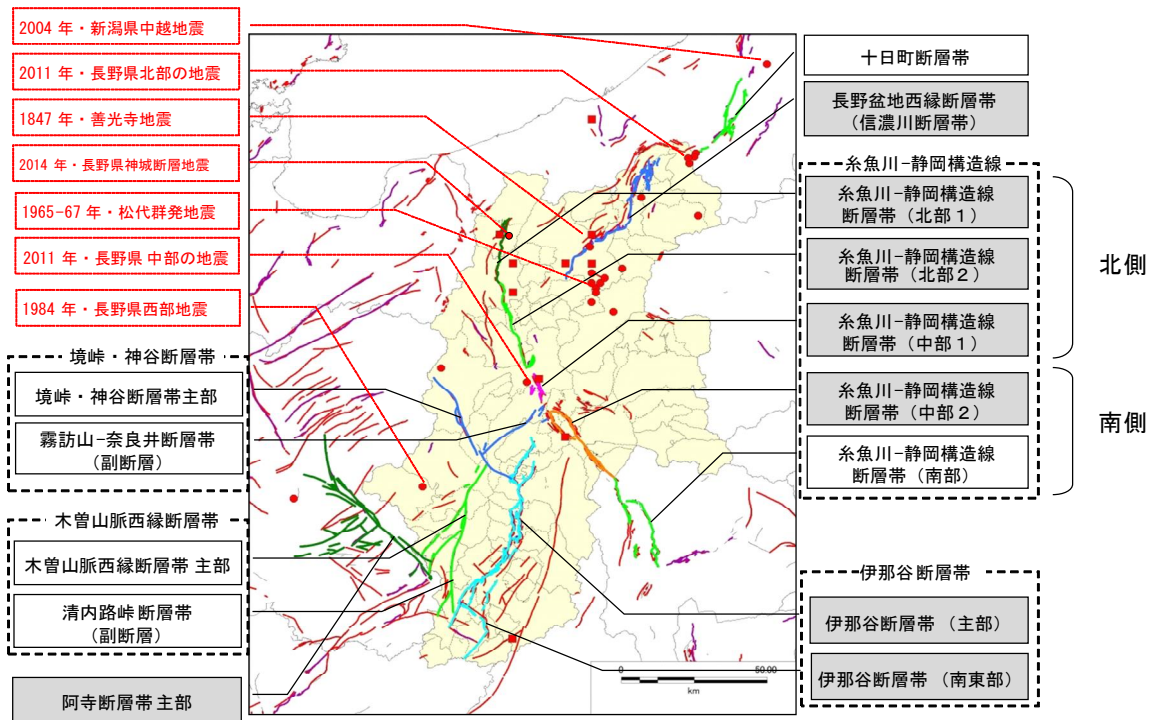 2004 年・新潟県中越地震
2011 年・長野県北部の地震
1847 年・善光寺地震
2014 年・長野県神城断層地震
1965-67 年・松代群発地震
2011 年・長野県 中部の地震
1984 年・長野県西部地震
境峠・神谷断層帯
境峠・神谷断層帯主部
霧訪山-奈良井断層帯
(副断層)
木曽山脈西縁断層帯
木曽山脈西縁断層帯 主部
清内路峠断層帯
(副断層)
阿寺断層帯主部
十日町断層帯
長野盆地西縁断層帯
(信濃川断層帯)
糸魚川-静岡構造線
糸魚川-静岡構造線
断層帯(北部1)
糸魚川-静岡構造線
断層帯(北部2)
糸魚川-静岡構造線
断層帯(中部1)
糸魚川-静岡構造線
断層帯(中部2)
糸魚川-静岡構造線
断層帯(南部)
北側
南側
伊那谷断層帯
伊那谷断層帯(主部)
伊那谷断層帯(南東部)
0 50.00
km